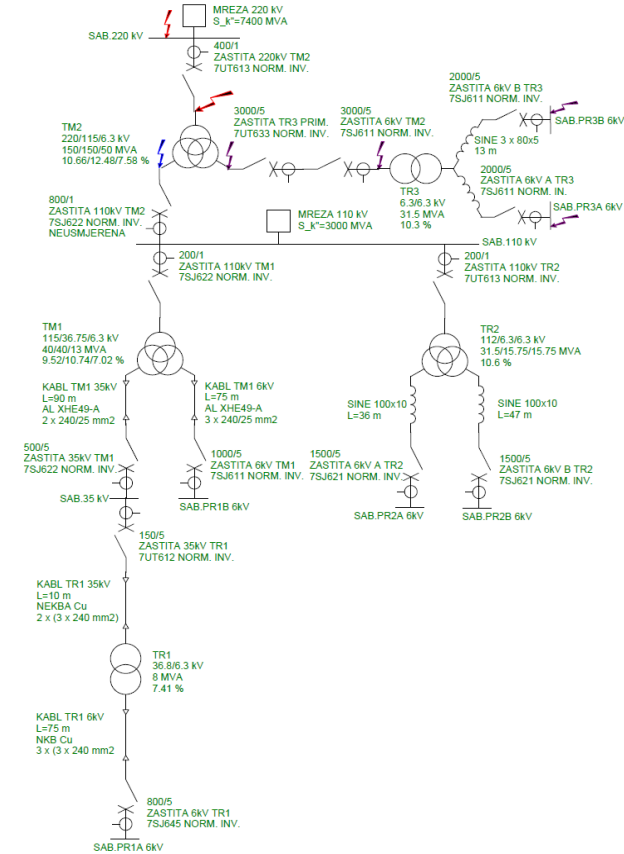 MREZA 220 kV
S_k"=7400 MVA
SAB.220 kV
400/1
ZASTITA 220kV TM2
7UT613 NORM. INV.
TM2
220/115/6.3 kV
150/150/50 MVA
10.66/12.48/7.58 %
3000/5
ZASTITA TR3 PRIM.
7UT633 NORM. INV.
3000/5
ZASTITA 6kV TM2
7SJ611 NORM. INV.
2000/5
ZASTITA 6kV B TR3
7SJ611 NORM. INV.
SAB.PR3B 6kV
SINE 3 x 80x5
13 m
2000/5
ZASTITA 6kV A TR3
7SJ611 NORM. IN.
SAB.PR3A 6kV
TR3
6.3/6.3 kV
31.5 MVA
10.3 %
800/1
ZASTITA 110kV TM2
7SJ622 NORM. INV.
NEUSMJERENA
MREZA 110 kV
S_k"=3000 MVA
SAB.110 kV
200/1
ZASTITA 110kV TM1
7SJ622 NORM. INV.
200/1
ZASTITA 110kV TR2
7UT613 NORM. INV.
TM1
115/36.75/6.3 kV
40/40/13 MVA
9.52/10.74/7.02 %
TR2
112/6.3/6.3 kV
31.5/15.75/15.75 MVA
10.6 %
KABL TM1 35kV
L=90 m
AL XHE49-A
2 x 240/25 mm2
KABL TM1 6kV
L=75 m
AL XHE49-A
3 x 240/25 mm2
SINE 100x10
L=36 m
SINE 100x10
L=47 m
500/5
ZASTITA 35kV TM1
7SJ622 NORM. INV.
1000/5
ZASTITA 6kV TM1
7SJ611 NORM. INV.
1500/5
ZASTITA 6kV A TR2
7SJ621 NORM. INV.
1500/5
ZASTITA 6kV B TR2
7SJ621 NORM. INV.
SAB.35 kV
SAB.PR1B 6kV
SAB.PR2A 6kV
SAB.PR2B 6kV
150/5
ZASTITA 35kV TR1
7UT612 NORM. INV.
KABL TR1 35kV
L=10 m
NEKBA Cu
2 x (3 x 240 mm2)
TR1
36.8/6.3 kV
8 MVA
7.41 %
KABL TR1 6kV
L=75 m
NKB Cu
3 x (3 x 240 mm2
800/5
ZASTITA 6kV TR1
7SJ645 NORM. INV.
SAB.PR1A 6kV